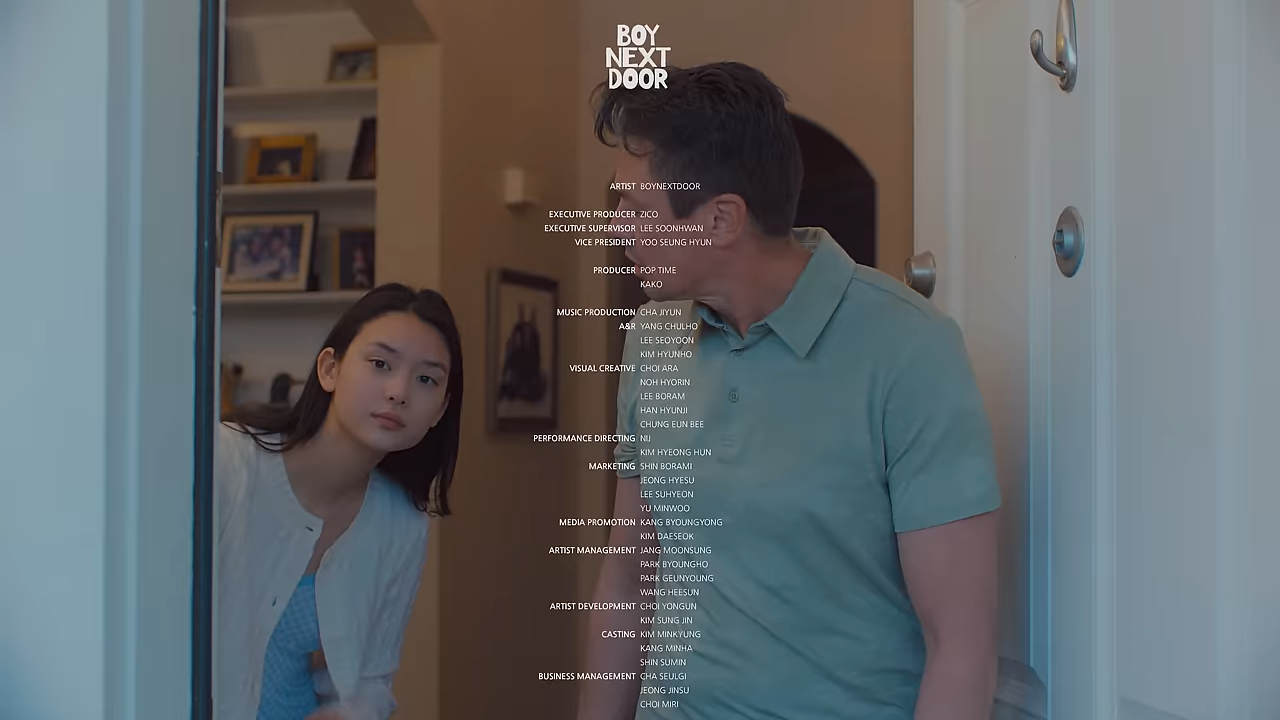 BOY
NEXT
DOOR
ARTIST BOYNEXTDOOR
EXECUTIVE PRODUCER ZICO
EXECUTIVE SUPERVISOR LEE SOONHWAN
VICE PRESIDENT YOO SEUNG HYUN
PRODUCER POP TIME
KAKO
MUSIC PRODUCTION CHA JIYUN
A&R YANG CHULHO
LEE SEOYOON
KIM HYUNHO
VISUAL CREATIVE CHOI ARA
NOH HYORIN
LEE BORAM
HAN HYUNJI
CHUNG EUN BEE
PERFORMANCE DIRECTING NIJ
KIM HYEONG HUN
MARKETING SHIN BORAMI
JEONG HYESU
LEE SUHYEON
YU MINWOO
MEDIA PROMOTION KANG BYOUNGYONG
KIM DAESEOK
ARTIST MANAGEMENT JANG MOONSUNG
PARK BYOUNGHO
PARK GEUNYOUNG
WANG HEESUN
ARTIST DEVELOPMENT CHOI YONGUN
KIM SUNG JIN
CASTING KIM MINKYUNG
KANG MINHA
SHIN SUMIN
BUSINESS MANAGEMENT CHA SEULGI
JEONG JINSU
CHOI MIRI